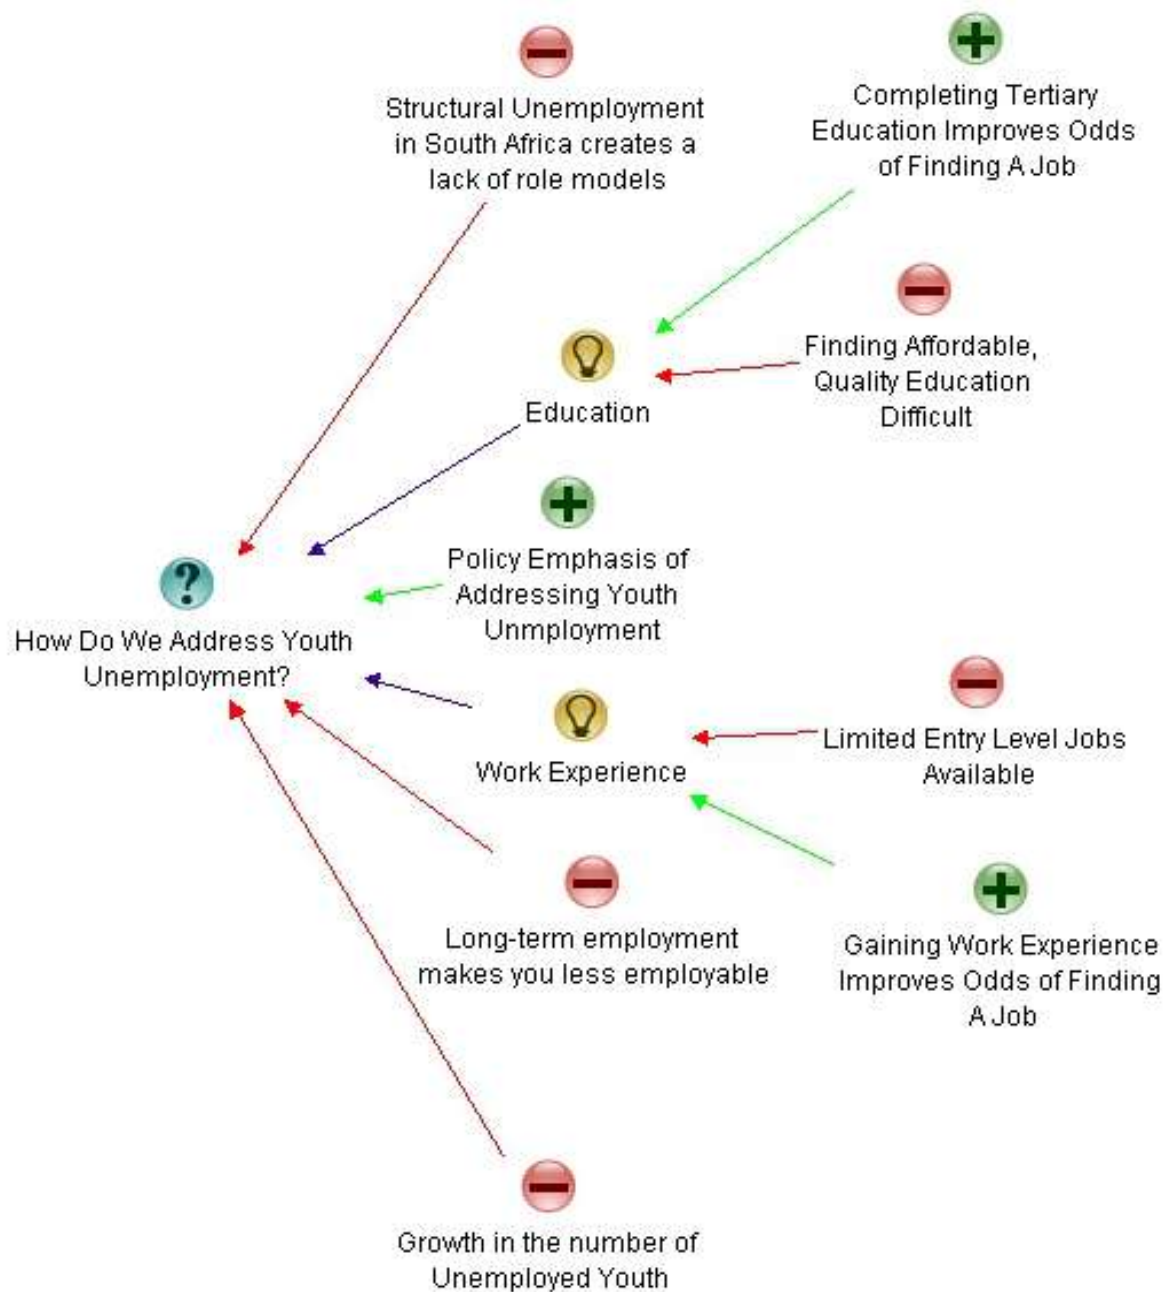 Structural Unemployment
in South Africa creates a
lack of role models
Completing Tertiary
Education Improves Odds
of Finding A Job
Finding Affordable,
Quality Education
Difficult
Education
Policy Emphasis of
Addressing Youth
Unmployment
?
How Do We Address Youth
Unemployment?
Limited Entry Level Jobs
Available
Work Experience
Long-term employment
makes you less employable
Gaining Work Experience
Improves Odds of Finding
A Job
Growth in the number of
Unemployed Youth